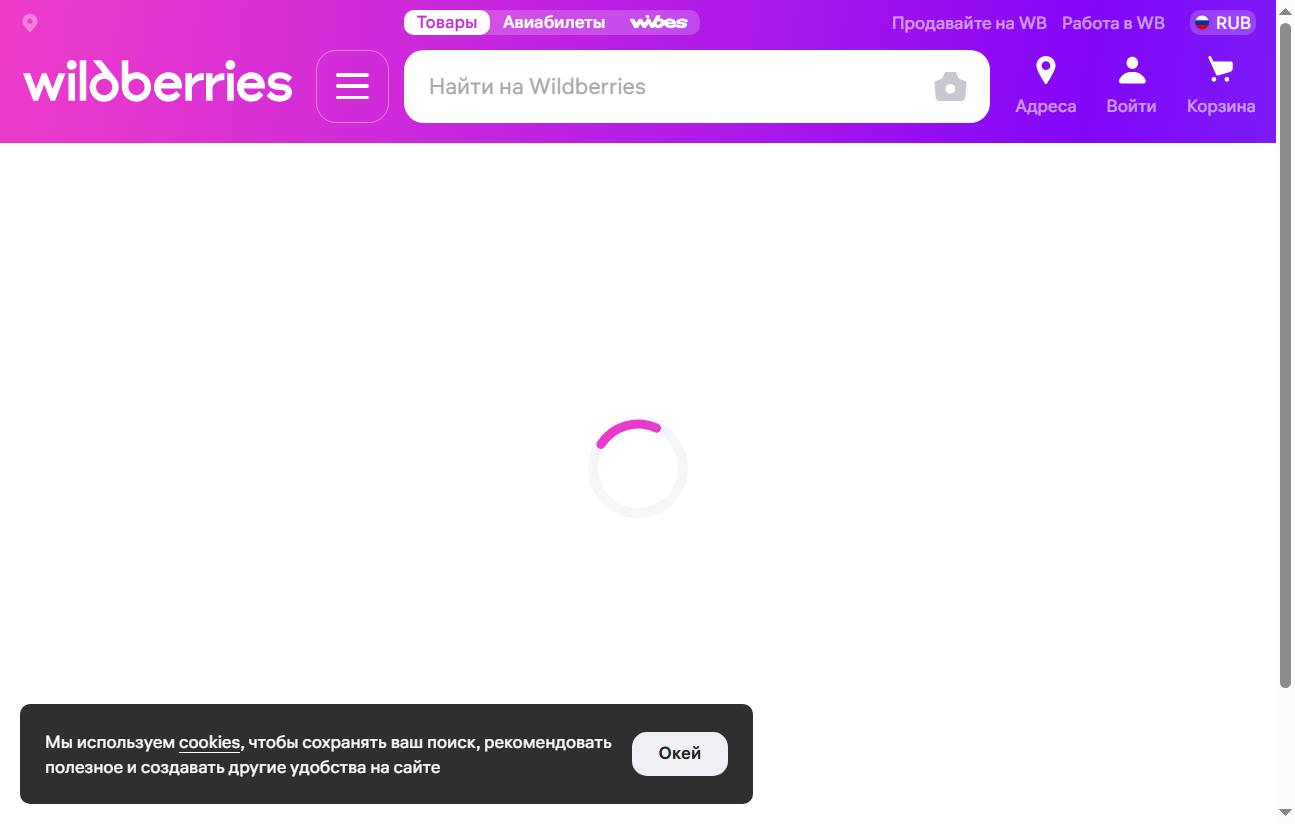 Товары Авиабилеты wibes Продавайте на WB Работа в WB RUB
wildberries Найти на Wildberries Адреса Войти Корзина
Мы используем cookies, чтобы сохранять ваш поиск, рекомендовать
полезное и создавать другие удобства на сайте
Окей